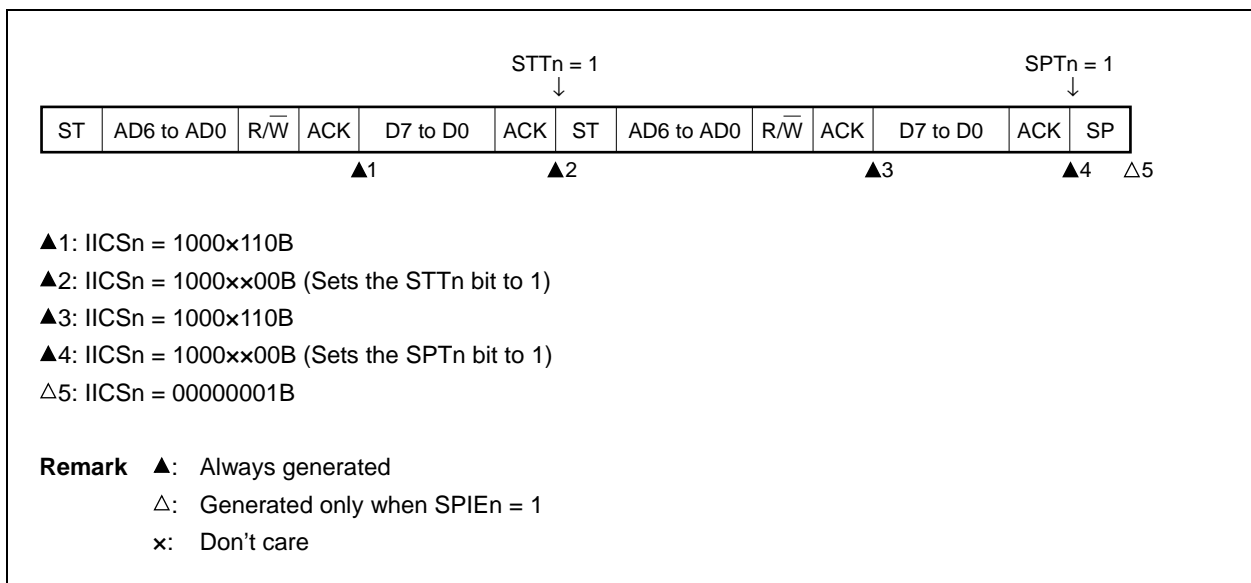 STTn = 1 SPTn = 1
↓ ↓
ST AD6 to AD0 R/W̅ ACK D7 to D0 ACK ST AD6 to AD0 R/W̅ ACK D7 to D0 ACK SP
▲1 ▲2 ▲3 ▲4 △5
▲1: IICSn = 1000×110B
▲2: IICSn = 1000××00B (Sets the STTn bit to 1)
▲3: IICSn = 1000×110B
▲4: IICSn = 1000××00B (Sets the SPTn bit to 1)
△5: IICSn = 00000001B
Remark ▲: Always generated
△: Generated only when SPIEn = 1
×: Don't care